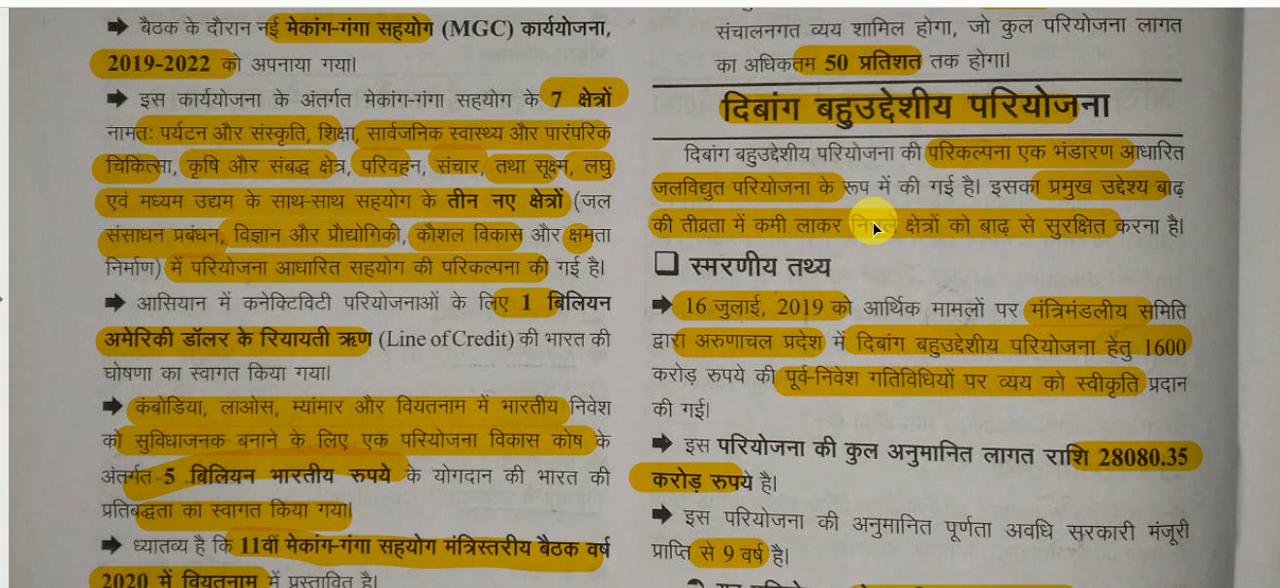 ➡ बैठक के दौरान नई मेकांग-गंगा सहयोग (MGC) कार्ययोजना,
2019-2022 को अपनाया गया।
➡ इस कार्ययोजना के अंतर्गत मेकांग-गंगा सहयोग के 7 क्षेत्रों
नामतः पर्यटन और संस्कृति, शिक्षा, सार्वजनिक स्वास्थ्य और पारंपरिक
चिकित्सा, कृषि और संबद्ध क्षेत्र, परिवहन, संचार, तथा सूक्ष्म, लघु
एवं मध्यम उद्यम के साथ-साथ सहयोग के तीन नए क्षेत्रों (जल
संसाधन प्रबंधन, विज्ञान और प्रौद्योगिकी, कौशल विकास और क्षमता
निर्माण) में परियोजना आधारित सहयोग की परिकल्पना की गई है।
➡ आसियान में कनेक्टिविटी परियोजनाओं के लिए 1 बिलियन
अमेरिकी डॉलर के रियायती ऋण (Line of Credit) की भारत की
घोषणा का स्वागत किया गया।
➡ कंबोडिया, लाओस, म्यांमार और वियतनाम में भारतीय निवेश
को सुविधाजनक बनाने के लिए एक परियोजना विकास कोष के
अंतर्गत 5 बिलियन भारतीय रुपये के योगदान की भारत की
प्रतिबद्धता का स्वागत किया गया।
➡ ध्यातव्य है कि 11वीं मेकांग-गंगा सहयोग मंत्रिस्तरीय बैठक वर्ष
2020 में वियतनाम में प्रस्तावित है।
संचालनगत व्यय शामिल होगा, जो कुल परियोजना लागत
का अधिकतम 50 प्रतिशत तक होगा।
दिबांग बहुउद्देशीय परियोजना
दिबांग बहुउद्देशीय परियोजना की परिकल्पना एक भंडारण आधारित
जलविद्युत परियोजना के रूप में की गई है। इसका प्रमुख उद्देश्य बाढ़
की तीव्रता में कमी लाकर क्षेत्रों को बाढ़ से सुरक्षित करना है।
❑ स्मरणीय तथ्य
➡ 16 जुलाई, 2019 को आर्थिक मामलों पर मंत्रिमंडलीय समिति
द्वारा अरुणाचल प्रदेश में दिबांग बहुउद्देशीय परियोजना हेतु 1600
करोड़ रुपये की पूर्व-निवेश गतिविधियों पर व्यय को स्वीकृति प्रदान
की गई।
➡ इस परियोजना की कुल अनुमानित लागत राशि 28080.35
करोड़ रुपये है।
➡ इस परियोजना की अनुमानित पूर्णता अवधि सरकारी मंजूरी
प्राप्ति से 9 वर्ष है।